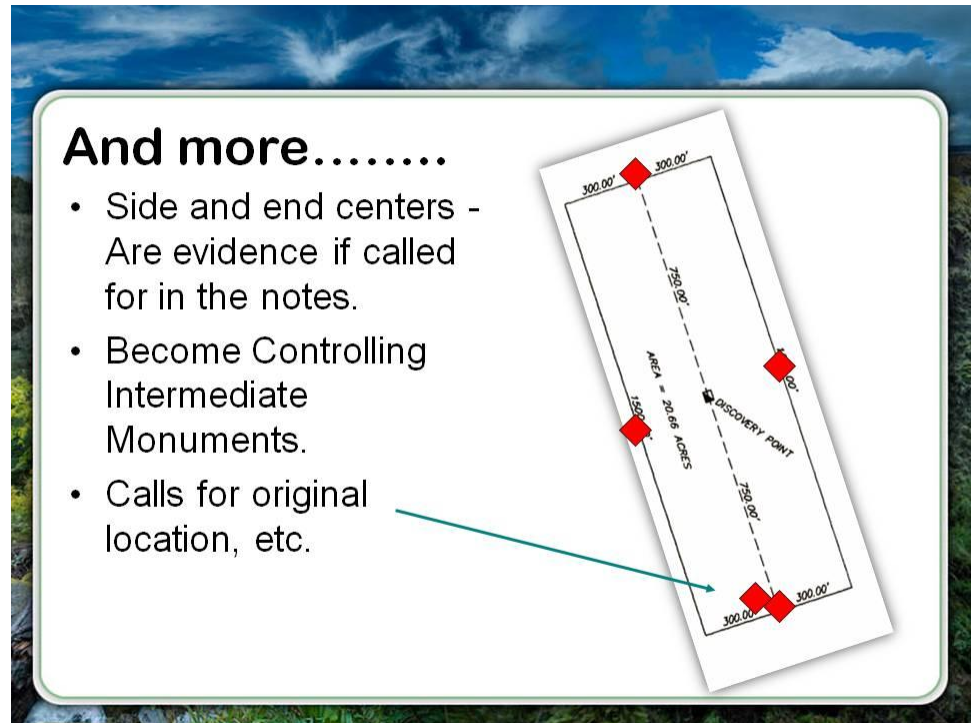 And more........
• Side and end centers -
Are evidence if called
for in the notes.
• Become Controlling
Intermediate
Monuments.
• Calls for original
location, etc.
300.00'
300.00'
750.00'
AREA = 20.66 ACRES
DISCOVERY POINT
750.00'
300.00'